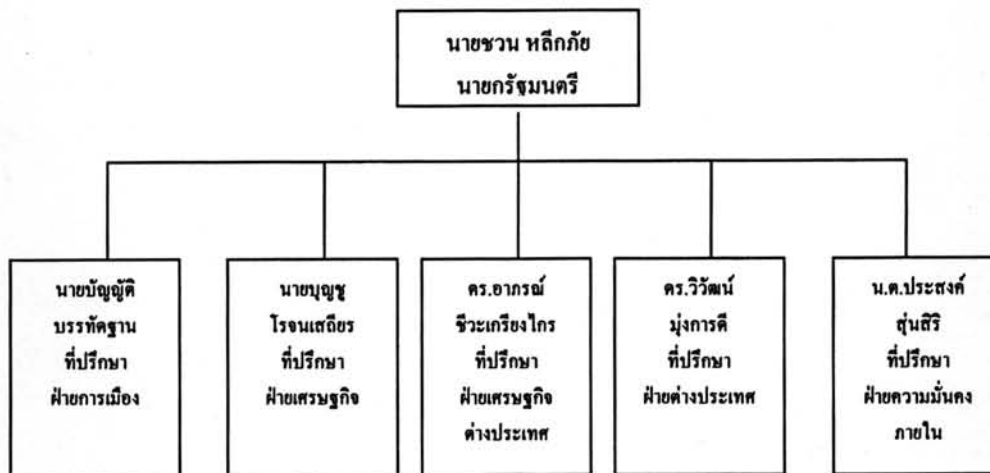 นายชวน หลีกภัย
นายกรัฐมนตรี
นายบัญญัติ
บรรทัดฐาน
ที่ปรึกษา
ฝ่ายการเมือง
นายบุญชู
โรจนเสถียร
ที่ปรึกษา
ฝ่ายเศรษฐกิจ
ดร.อาภรณ์
ชีวะเกรียงไกร
ที่ปรึกษา
ฝ่ายเศรษฐกิจ
ต่างประเทศ
ดร.วิวัฒน์
มุ่งการดี
ที่ปรึกษา
ฝ่ายต่างประเทศ
น.ต.ประสงค์
สุ่นสิริ
ที่ปรึกษา
ฝ่ายความมั่นคง
ภายใน